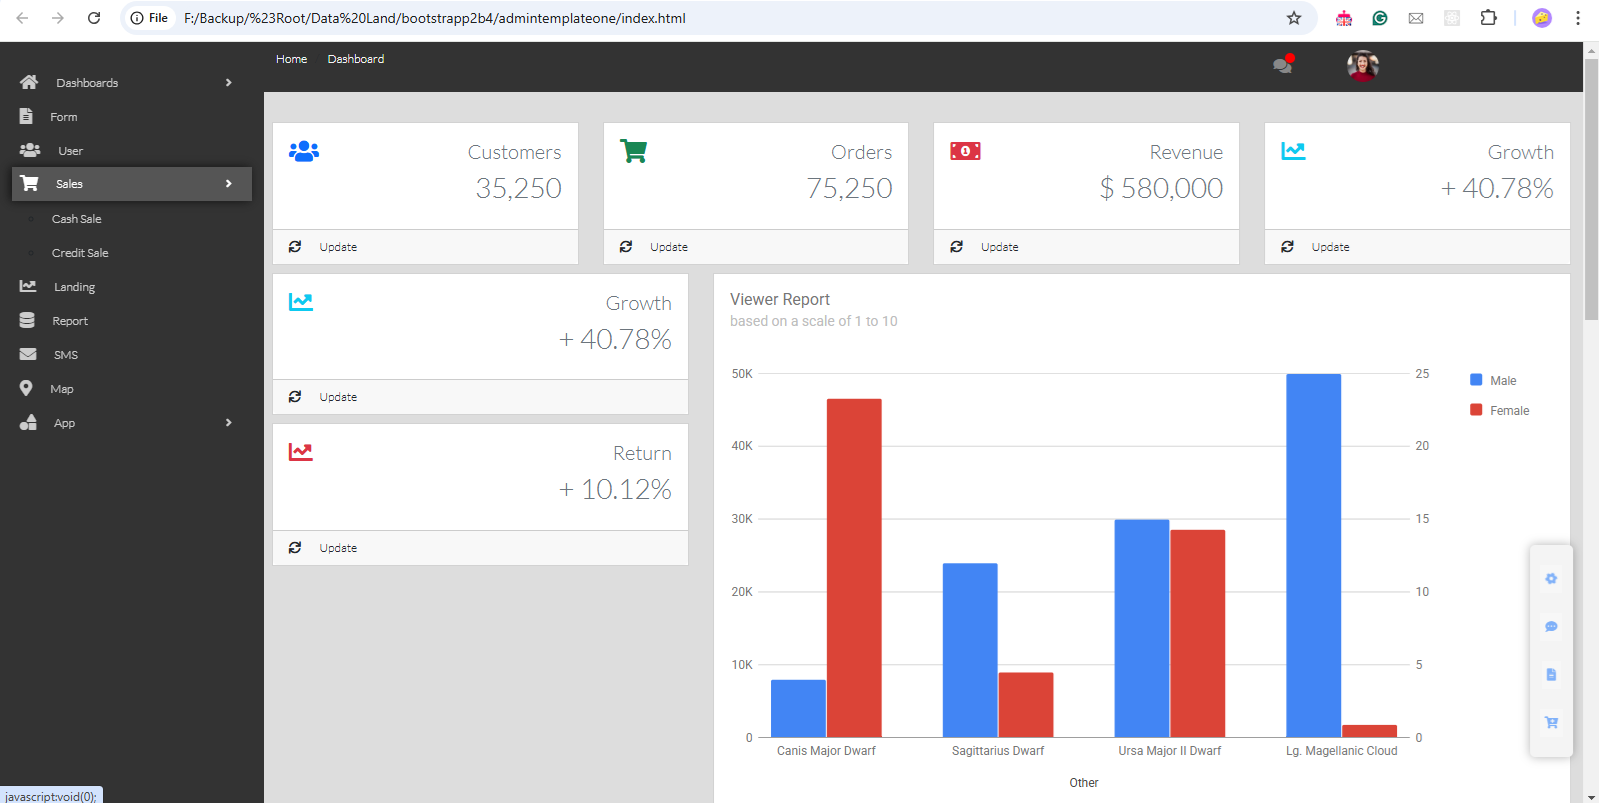 File
F:/Backup/%23Root/Data%20Land/bootstrapp2b4/admintemplateone/index.html
Home
Dashboard
Dashboards
Form
User
Sales
Cash Sale
Credit Sale
Landing
Report
SMS
Map
App
Customers
35,250
Update
Orders
75,250
Update
Revenue
$ 580,000
Update
Growth
+ 40.78%
Update
Growth
+ 40.78%
Update
Return
+ 10.12%
Update
Viewer Report
based on a scale of 1 to 10
50K
40K
30K
20K
10K
0
25
20
15
10
5
0
Male
Female
Canis Major Dwarf
Sagittarius Dwarf
Ursa Major II Dwarf
Lg. Magellanic Cloud
Other
javascript:void(0);